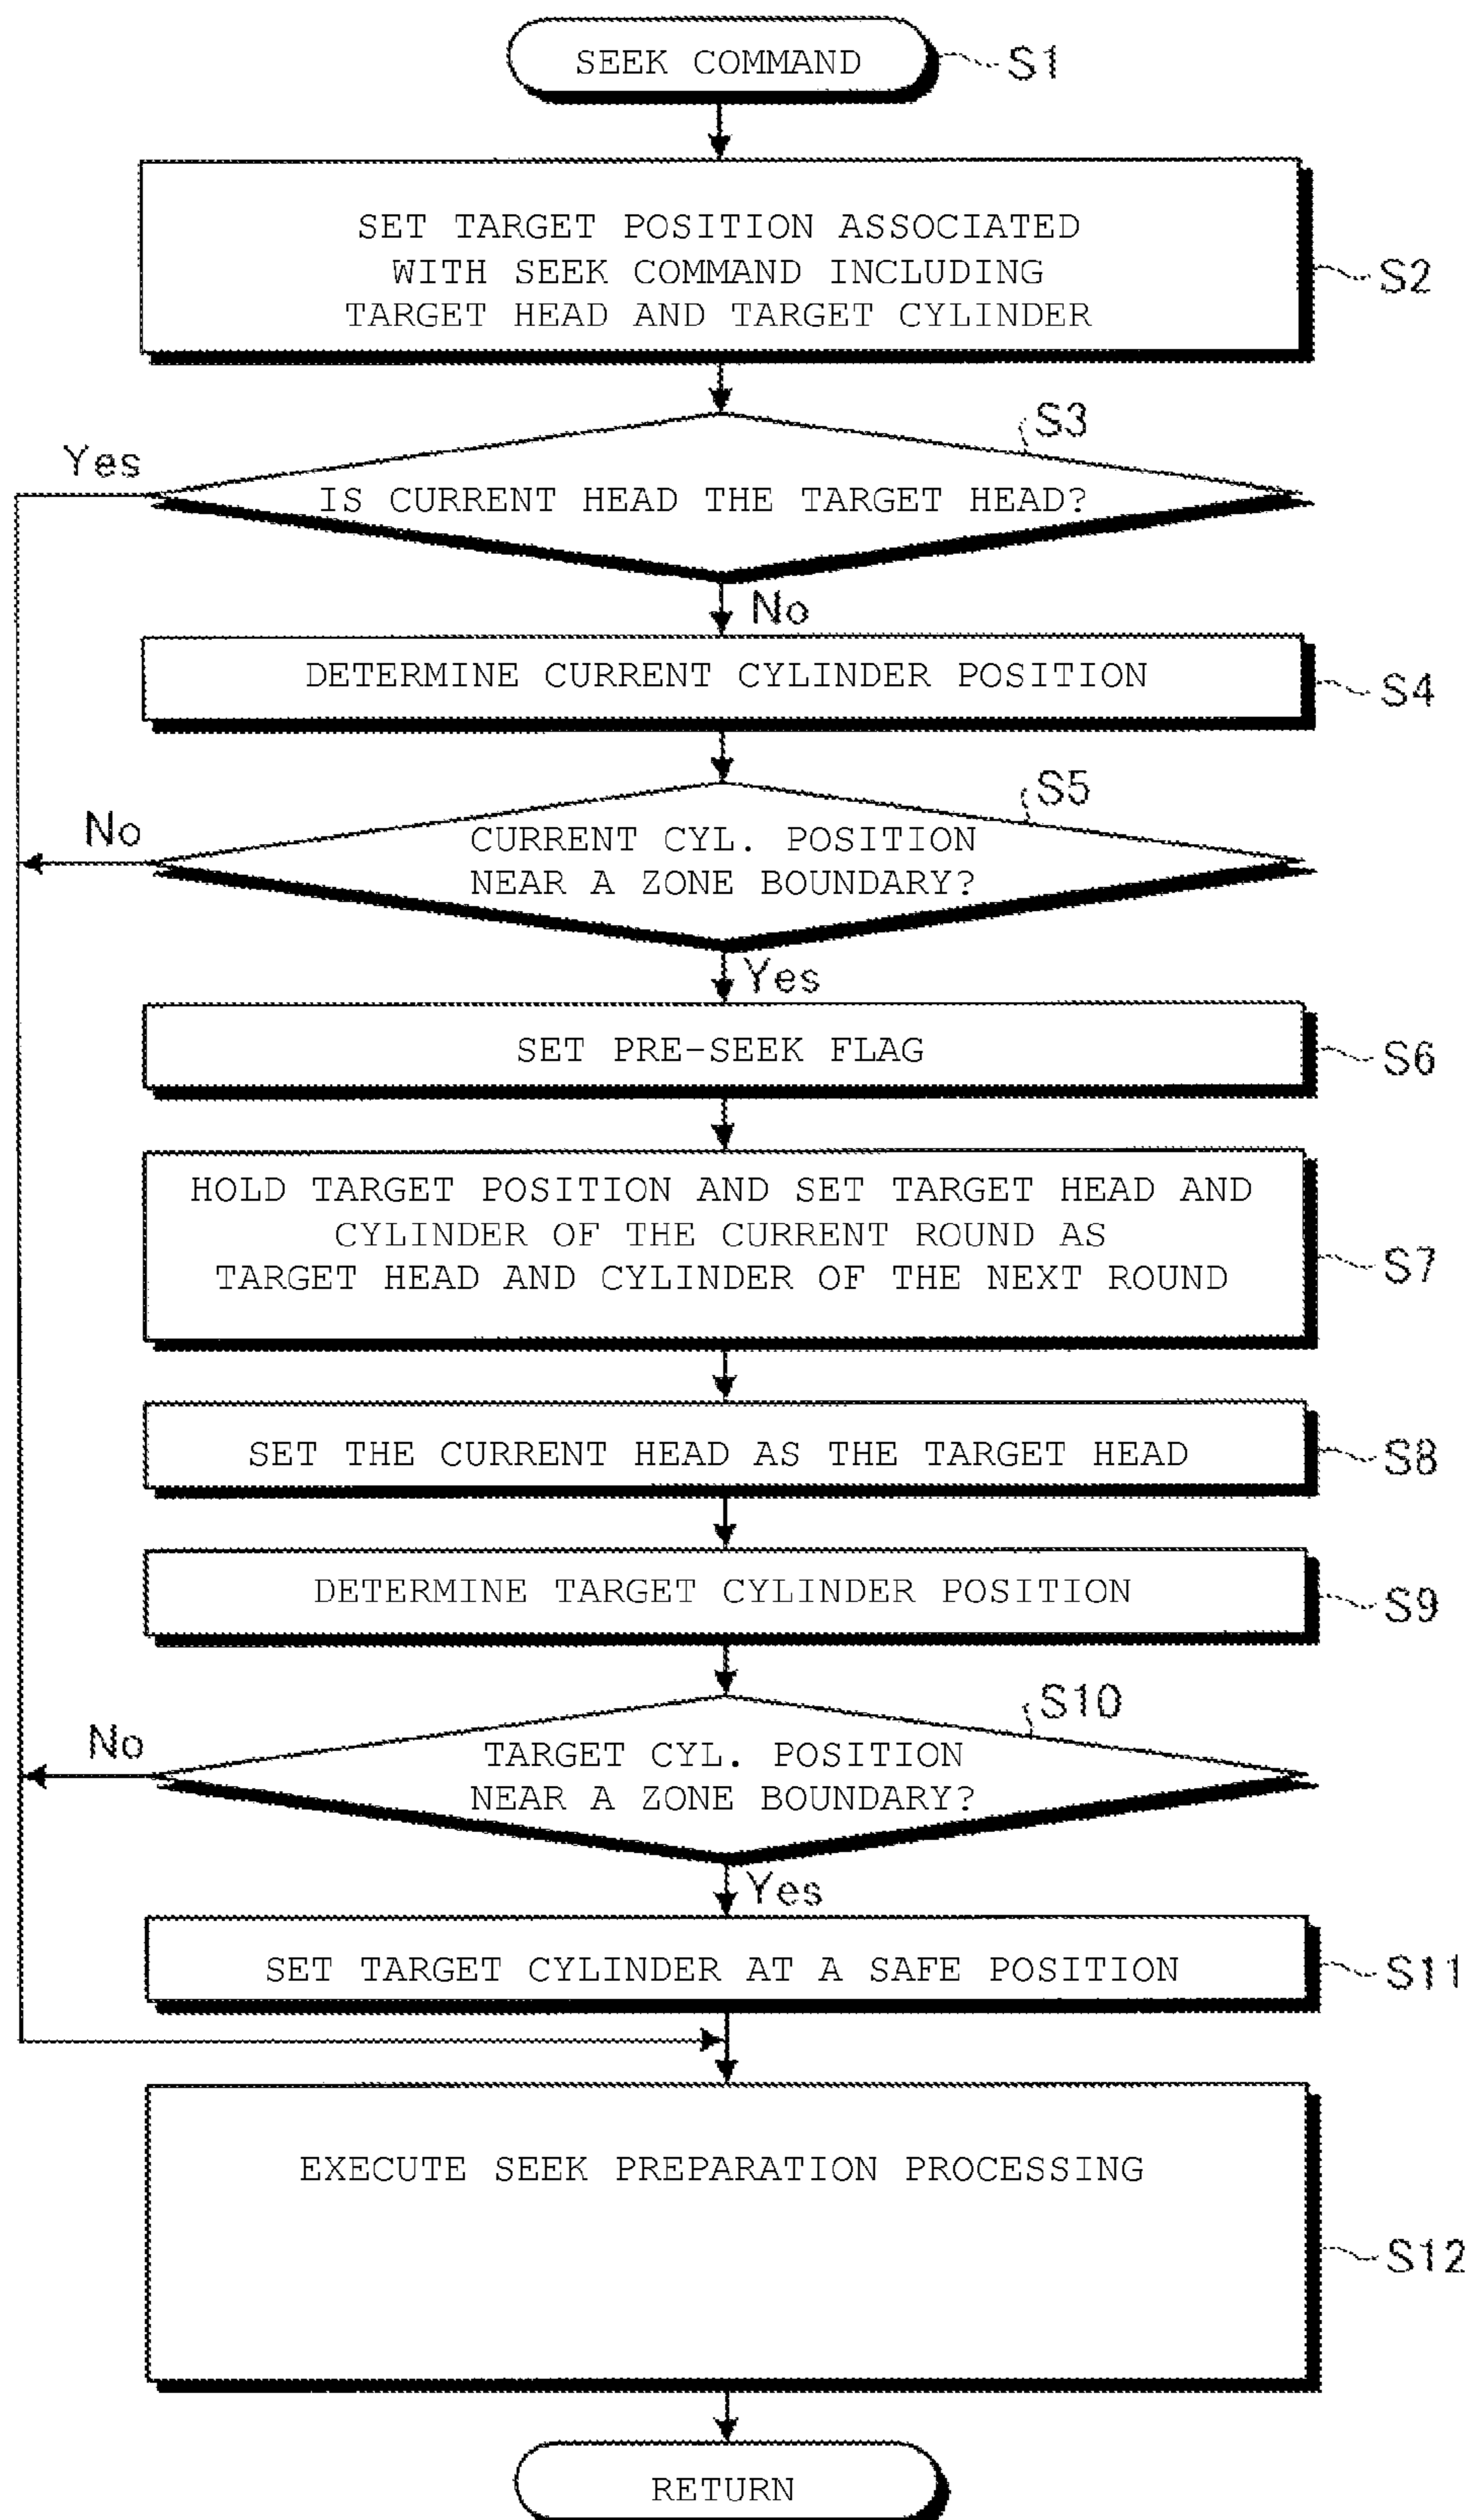 SEEK COMMAND
S1
SET TARGET POSITION ASSOCIATED
WITH SEEK COMMAND INCLUDING
TARGET HEAD AND TARGET CYLINDER
S2
S3
Yes
IS CURRENT HEAD THE TARGET HEAD?
No
DETERMINE CURRENT CYLINDER POSITION
S4
S5
No
CURRENT CYL. POSITION
NEAR A ZONE BOUNDARY?
Yes
SET PRE-SEEK FLAG
S6
HOLD TARGET POSITION AND SET TARGET HEAD AND
CYLINDER OF THE CURRENT ROUND AS
TARGET HEAD AND CYLINDER OF THE NEXT ROUND
S7
SET THE CURRENT HEAD AS THE TARGET HEAD
S8
DETERMINE TARGET CYLINDER POSITION
S9
S10
No
TARGET CYL. POSITION
NEAR A ZONE BOUNDARY?
Yes
SET TARGET CYLINDER AT A SAFE POSITION
S11
EXECUTE SEEK PREPARATION PROCESSING
S12
RETURN